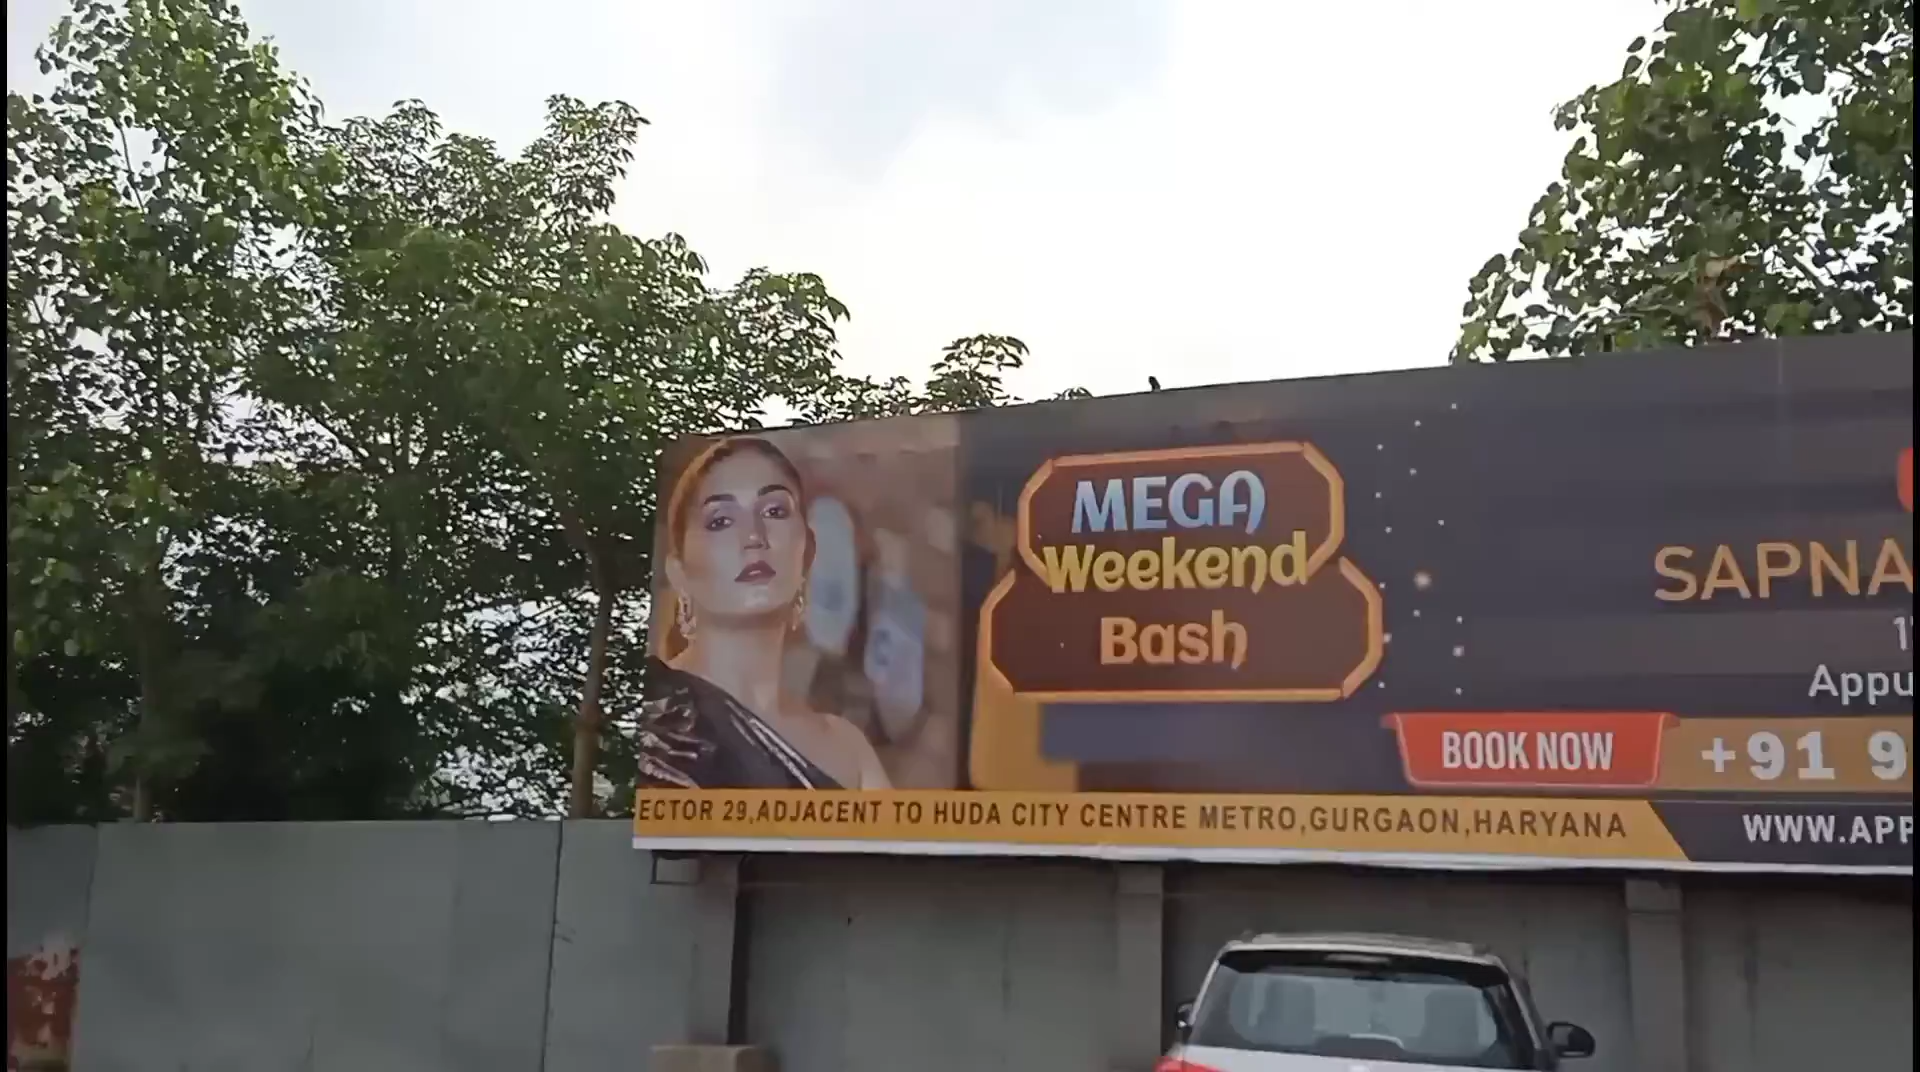 MEGA
Weekend
Bash
SAPNA
Appu
BOOK NOW
+91 9
ECTOR 29,ADJACENT TO HUDA CITY CENTRE METRO,GURGAON,HARYANA
WWW.APP